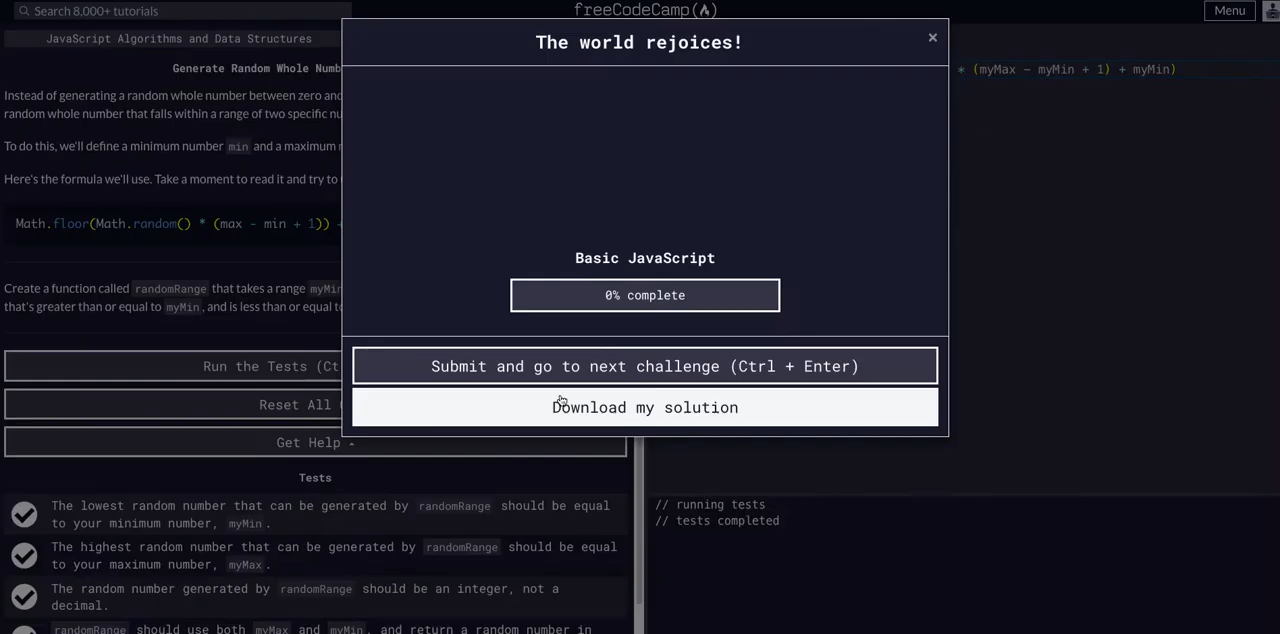 Search 8,000+ tutorials
freeCodeCamp
Menu
JavaScript Algorithms and Data Structures
Generate Random Whole Numb
Instead of generating a random whole number between zero and
random whole number that falls within a range of two specific nu
To do this, we'll define a minimum number min and a maximum
Here's the formula we'll use. Take a moment to read it and try to
Math.floor(Math.random() * (max - min + 1)) +
Create a function called randomRange that takes a range myMin
that's greater than or equal to myMin, and is less than or equal to
Run the Tests (Ct
Reset All
Get Help
Tests
The lowest random number that can be generated by randomRange should be equal
to your minimum number, myMin.
The highest random number that can be generated by randomRange should be equal
to your maximum number, myMax.
The random number generated by randomRange should be an integer, not a
decimal.
randomRange should use both myMax and myMin, and return a random number in
The world rejoices!
×
Basic JavaScript
0% complete
Submit and go to next challenge (Ctrl + Enter)
Download my solution
* (myMax - myMin + 1) + myMin)
// running tests
// tests completed